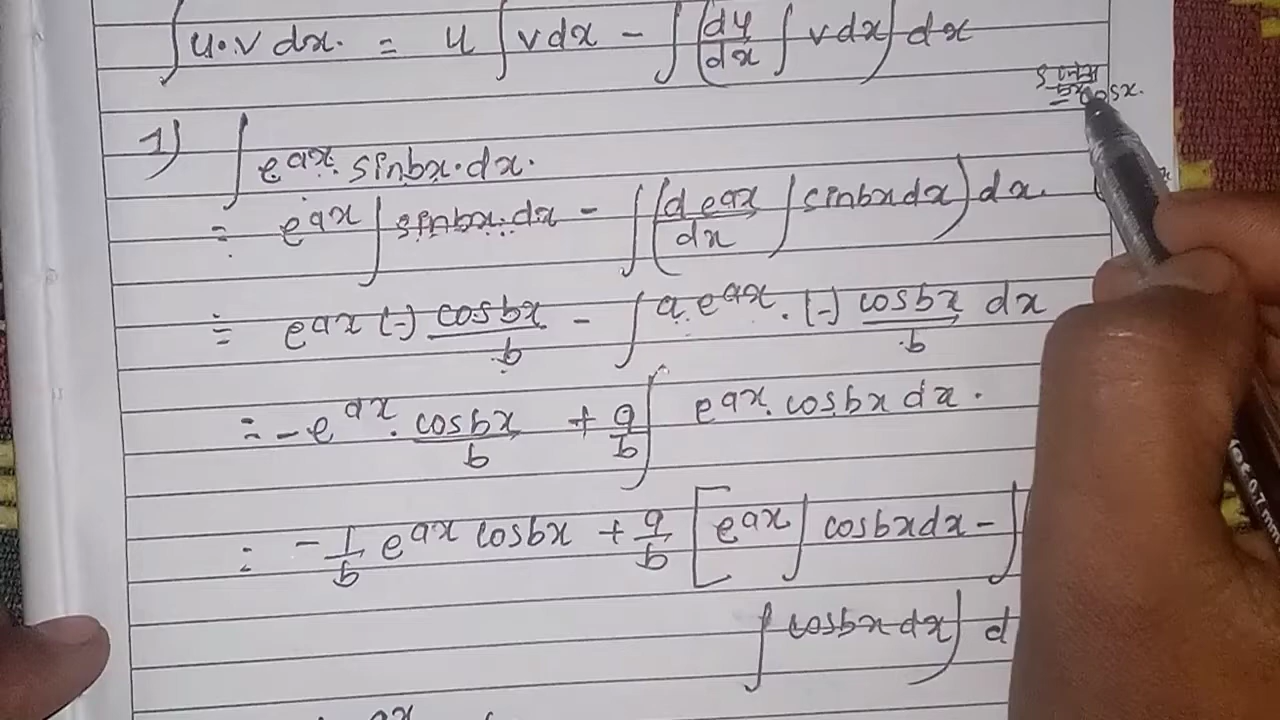 ∫u·v dx. = u ∫v dx − ∫(du/dx ∫ v dx) dx
1) ∫ e^ax. sinbx. dx.
= e^ax ∫ sinbx. dx − ∫(d e^ax/dx ∫ sinbx dx) dx.
= e^ax (-) cosbx/b − ∫ a e^ax. (-) cosbx/b dx
= -e^ax. cosbx/b + a/b ∫ e^ax. cosbx dx.
= - 1/b e^ax cosbx + a/b [e^ax ∫ cosbx dx − ∫
∫ cosbx dx) d